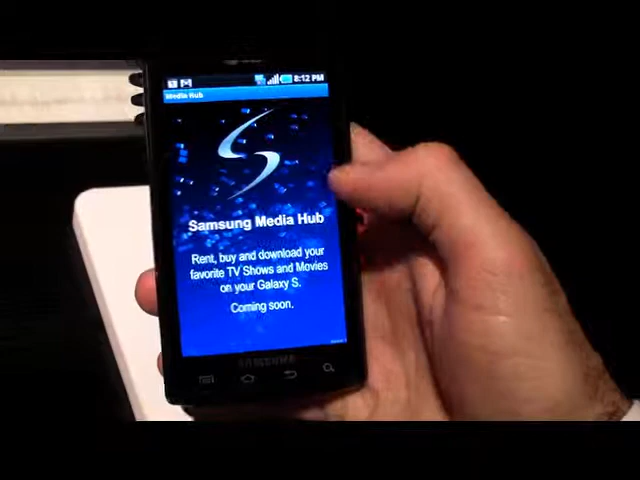 8:12 PM
Media Hub
S
Samsung Media Hub
Rent, buy and download your
favorite TV Shows and Movies
on your Galaxy S.
Coming soon.
SAMSUNG